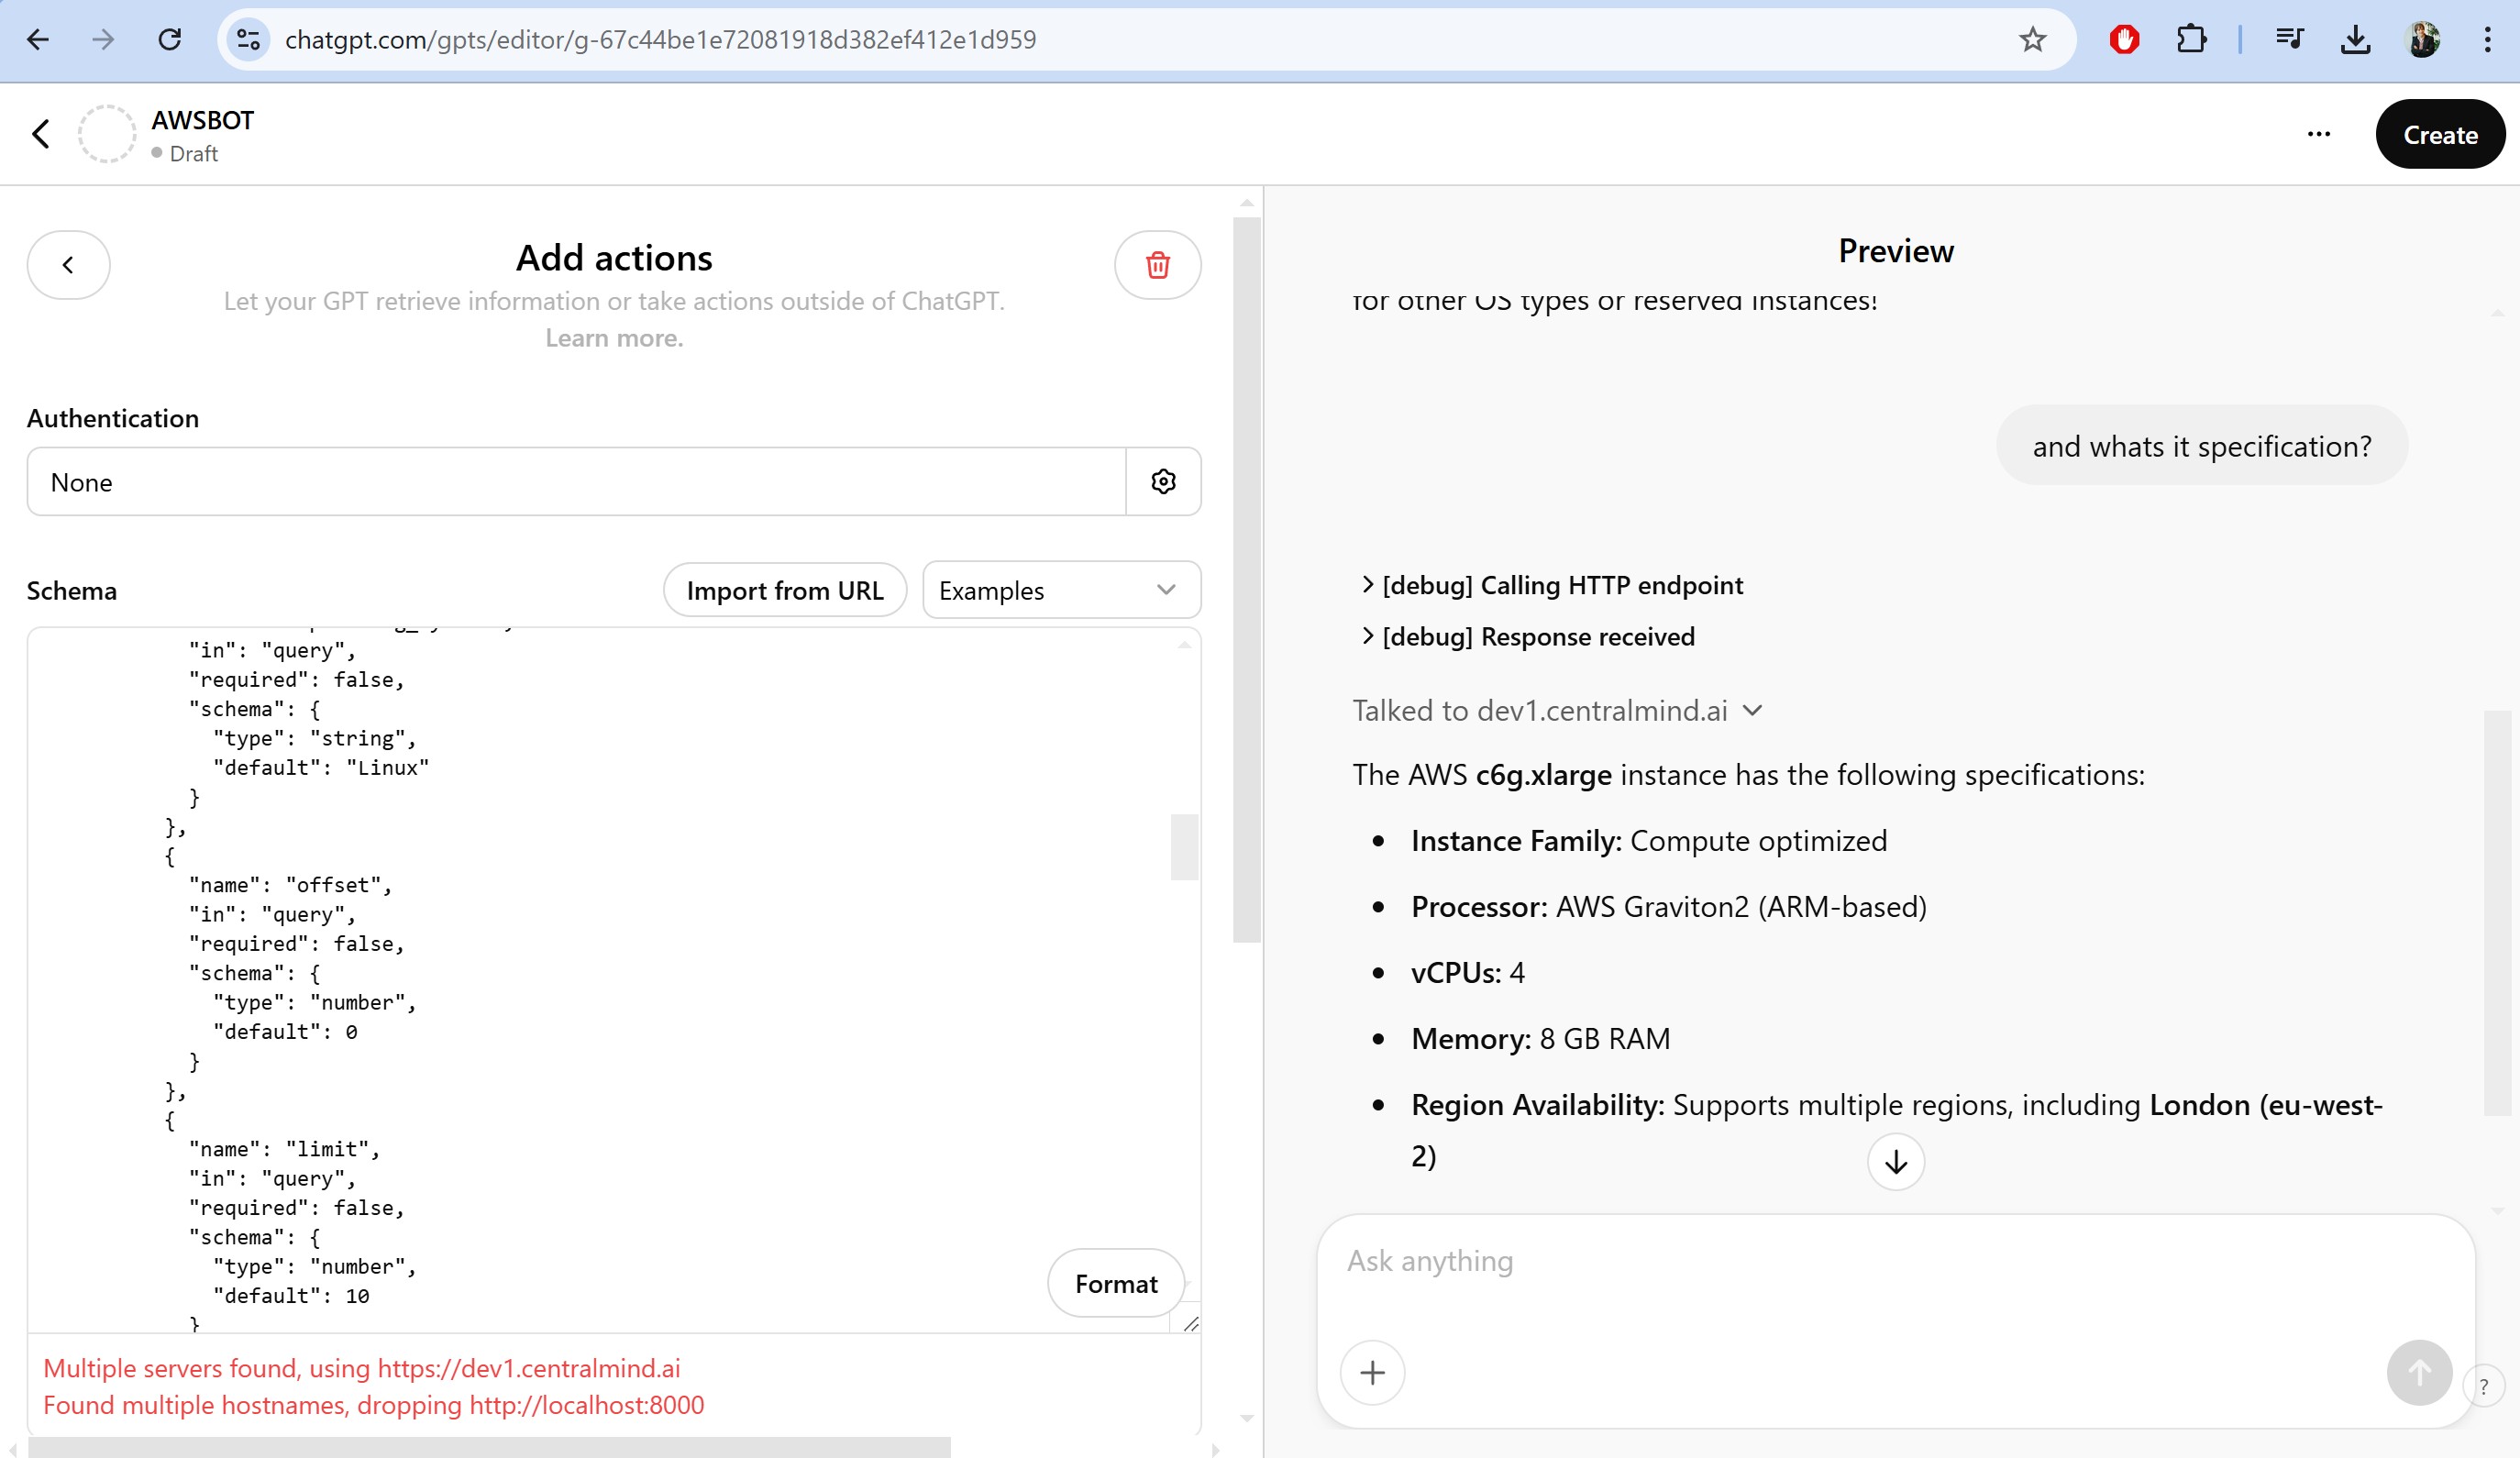 chatgpt.com/gpts/editor/g-67c44be1e72081918d382ef412e1d959
AWSBOT
Draft
Create
Add actions
Let your GPT retrieve information or take actions outside of ChatGPT.
Learn more.
Authentication
None
Schema
Import from URL
Examples
"in": "query",
"required": false,
"schema": {
"type": "string",
"default": "Linux"
}
},
{
"name": "offset",
"in": "query",
"required": false,
"schema": {
"type": "number",
"default": 0
}
},
{
"name": "limit",
"in": "query",
"required": false,
"schema": {
"type": "number",
"default": 10
}
Format
Multiple servers found, using https://dev1.centralmind.ai
Found multiple hostnames, dropping http://localhost:8000
Preview
for other OS types or reserved instances!
and whats it specification?
[debug] Calling HTTP endpoint
[debug] Response received
Talked to dev1.centralmind.ai
The AWS c6g.xlarge instance has the following specifications:
• Instance Family: Compute optimized
• Processor: AWS Graviton2 (ARM-based)
• vCPUs: 4
• Memory: 8 GB RAM
• Region Availability: Supports multiple regions, including London (eu-west-
2)
Ask anything
?